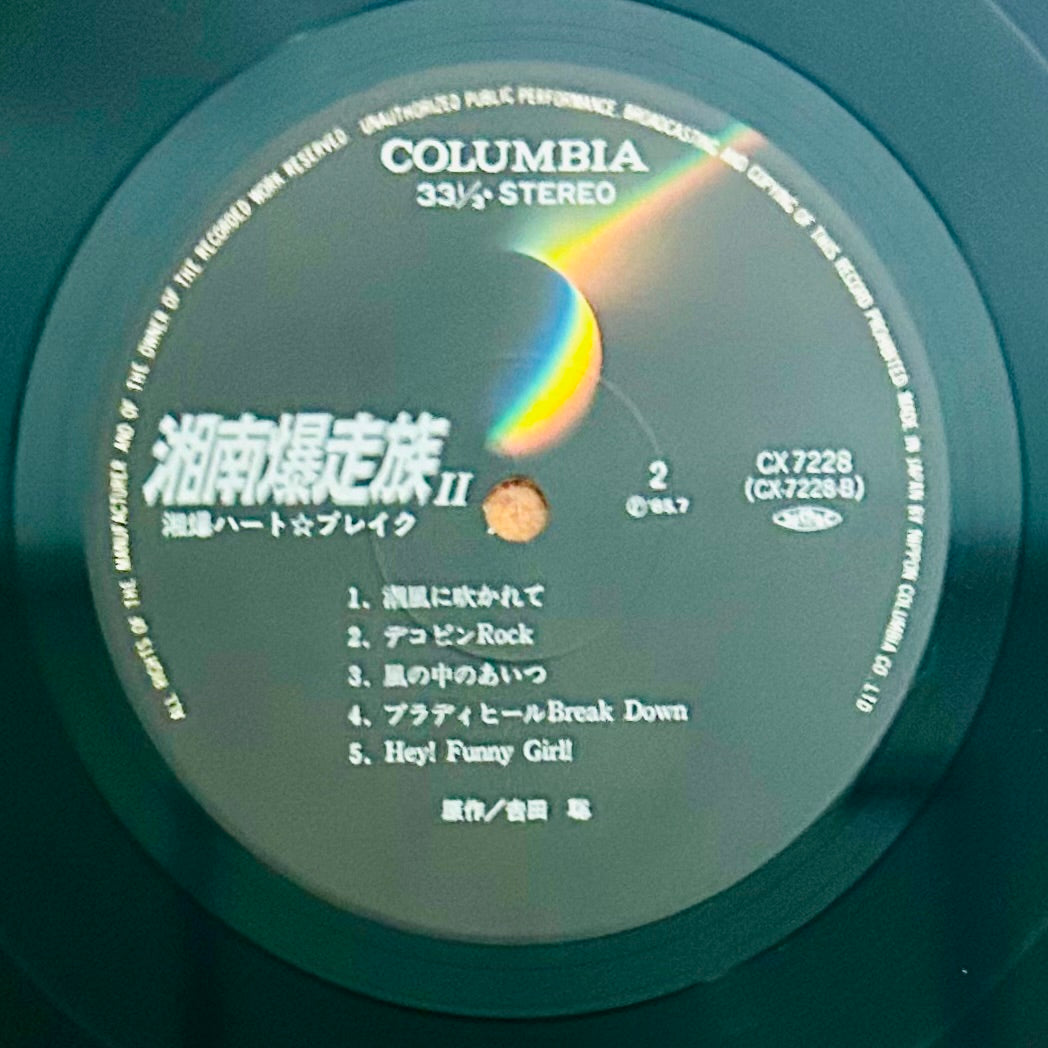 ALL RIGHTS OF THE MANUFACTURER AND OF THE OWNER OF THE RECORDED WORK RESERVED UNAUTHORIZED PUBLIC PERFORMANCE, BROADCASTING AND COPYING OF THIS RECORD PROHIBITED MADE IN JAPAN BY NIPPON COLUMBIA CO.,LTD
COLUMBIA
33⅓・STEREO
湘南爆走族II
湘爆ハート☆ブレイク
2
Ⓟ'85.7
CX7228
(CX-7228-B)
1、潮風に吹かれて
2、デコピンRock
3、風の中のあいつ
4、ブラディヒールBreak Down
5、Hey! Funny Girl!
原作／吉田 聡